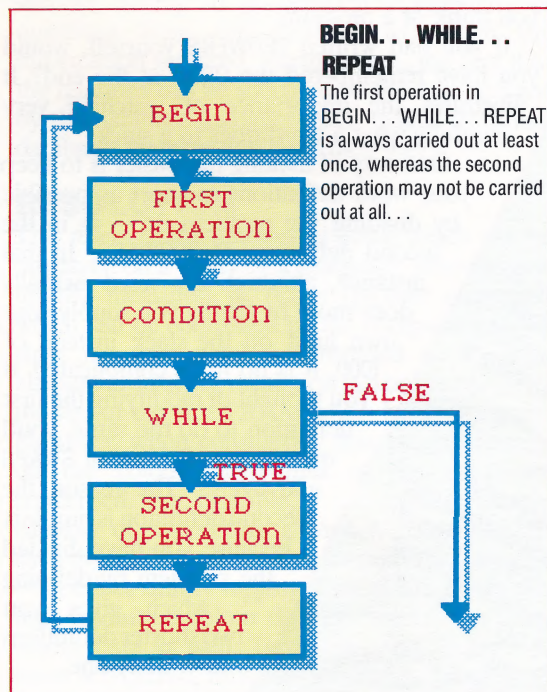 BEGIN. . . WHILE. . .
REPEAT
The first operation in
BEGIN. . . WHILE. . . REPEAT
is always carried out at least
once, whereas the second
operation may not be carried
out at all. . .
BEGIN
FIRST
OPERATION
CONDITION
WHILE
FALSE
TRUE
SECOND
OPERATION
REPEAT